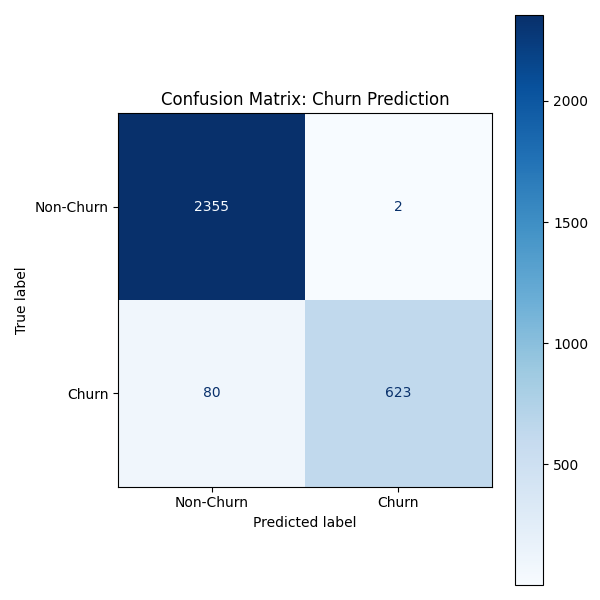 Confusion Matrix: Churn Prediction
True label
Non-Churn
2355
2
Churn
80
623
Non-Churn
Churn
Predicted label
2000
1500
1000
500